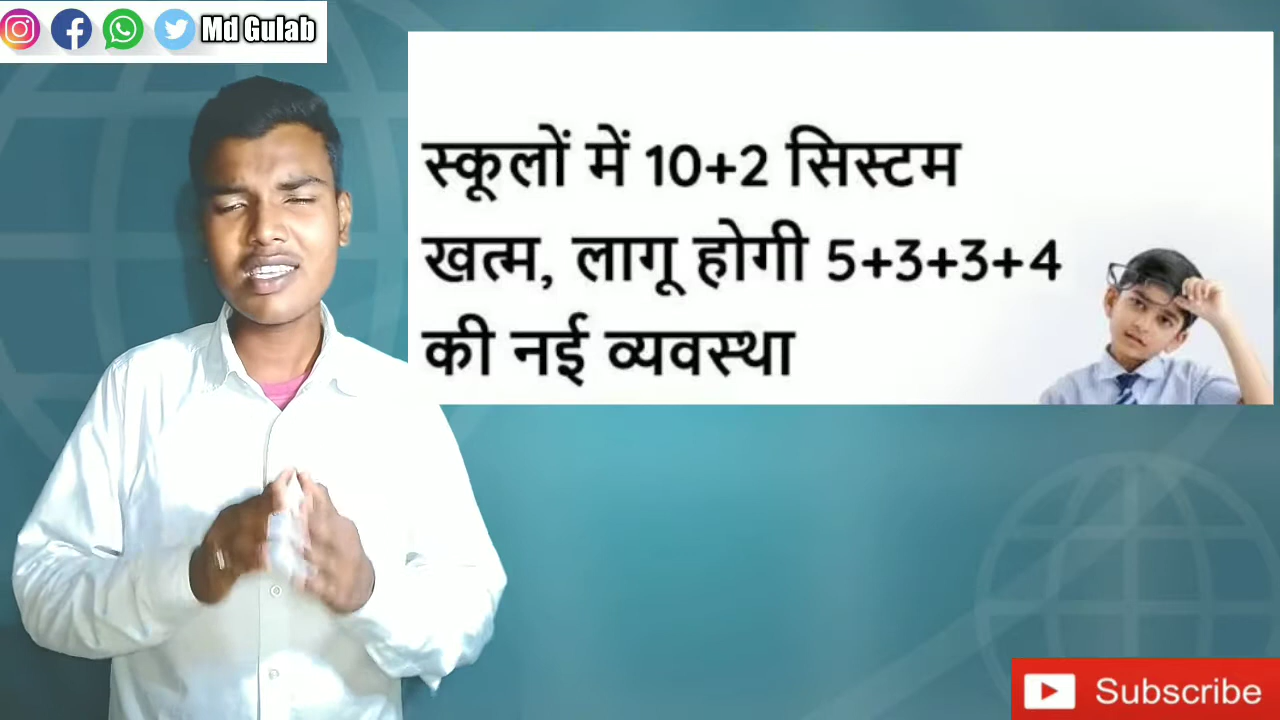 Md Gulab
स्कूलों में 10+2 सिस्टम
खत्म, लागू होगी 5+3+3+4
की नई व्यवस्था
Subscribe